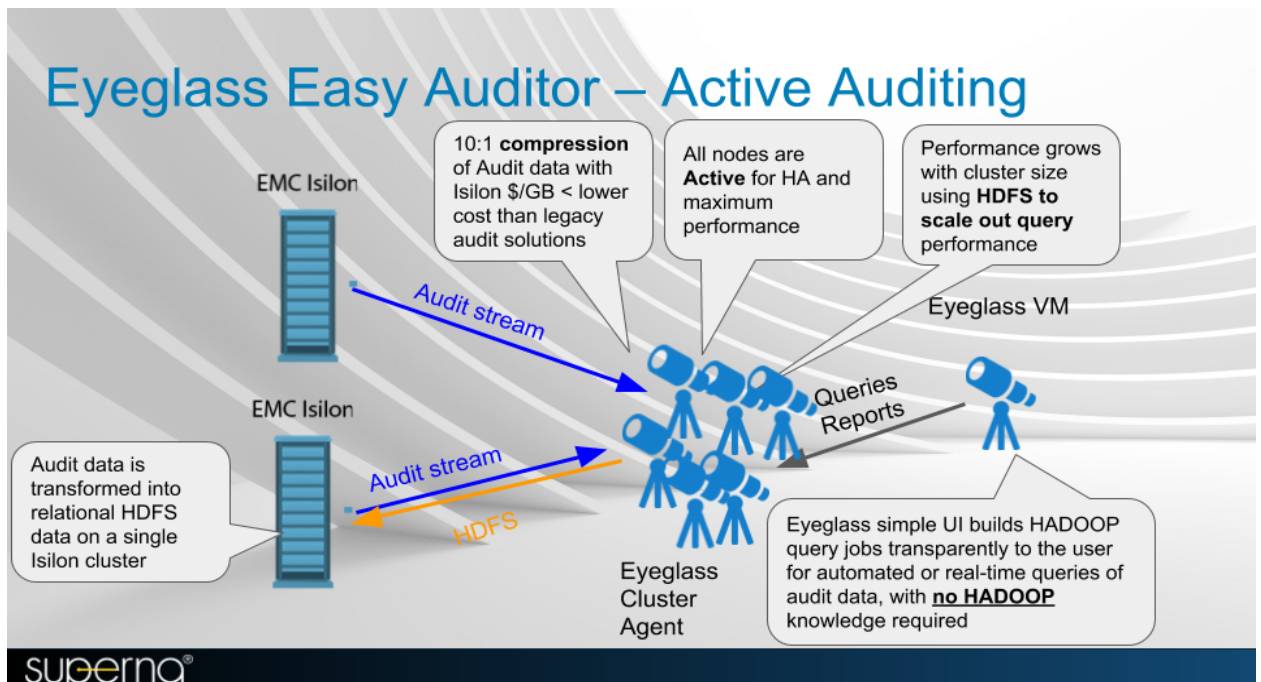 Eyeglass Easy Auditor – Active Auditing
10:1 compression
of Audit data with
Isilon $/GB < lower
cost than legacy
audit solutions
All nodes are
Active for HA and
maximum
performance
Performance grows
with cluster size
using HDFS to
scale out query
performance
EMC Isilon
Audit stream
Eyeglass VM
EMC Isilon
Queries
Reports
Audit data is
transformed into
relational HDFS
data on a single
Isilon cluster
Audit stream
HDFS
Eyeglass
Cluster
Agent
Eyeglass simple UI builds HADOOP
query jobs transparently to the user
for automated or real-time queries of
audit data, with no HADOOP
knowledge required
superna®